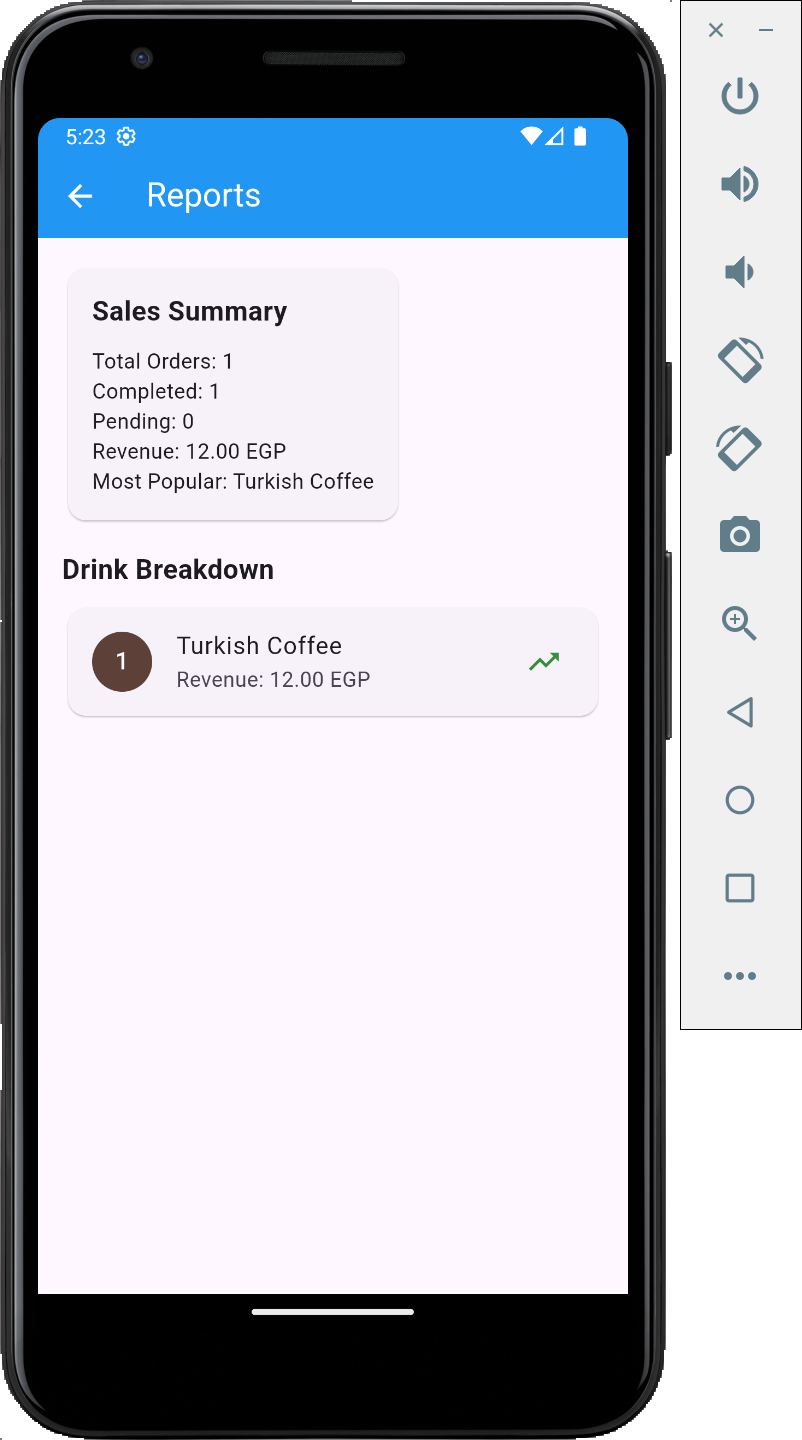 5:23
Reports
Sales Summary
Total Orders: 1
Completed: 1
Pending: 0
Revenue: 12.00 EGP
Most Popular: Turkish Coffee
Drink Breakdown
1
Turkish Coffee
Revenue: 12.00 EGP